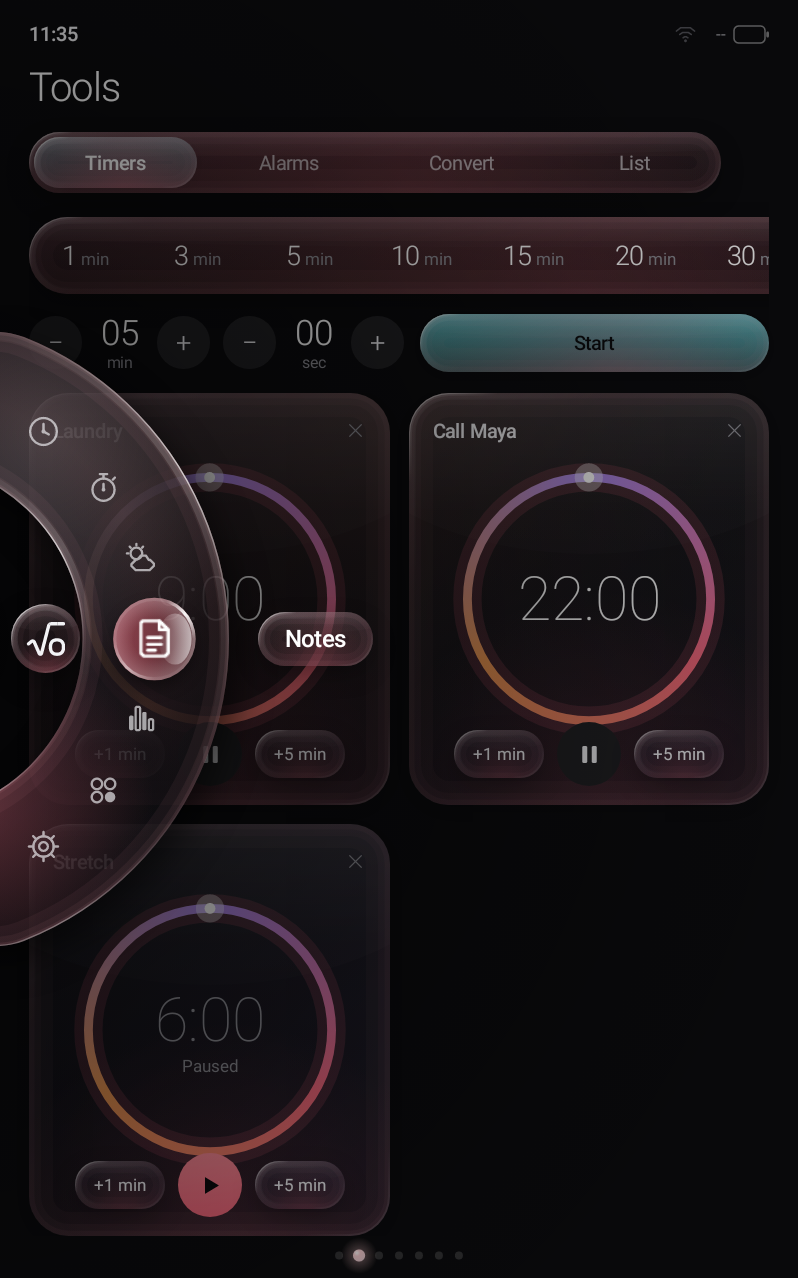 11:35
--
Tools
Timers Alarms Convert List
1 min 3 min 5 min 10 min 15 min 20 min 30
− 05 min + − 00 sec + Start
Laundry
Call Maya
9:00
22:00
Notes
+1 min +5 min
+1 min +5 min
Stretch
6:00
Paused
+1 min +5 min